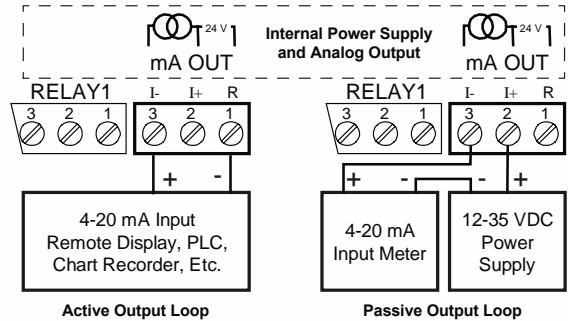 24 V
Internal Power Supply
and Analog Output
24 V
mA OUT
mA OUT
RELAY1
I- I+ R
RELAY1
I- I+ R
3 2 1
3 2 1
3 2 1
3 2 1
+ -
+ - - +
4-20 mA Input
Remote Display, PLC,
Chart Recorder, Etc.
4-20 mA
Input Meter
12-35 VDC
Power
Supply
Active Output Loop
Passive Output Loop